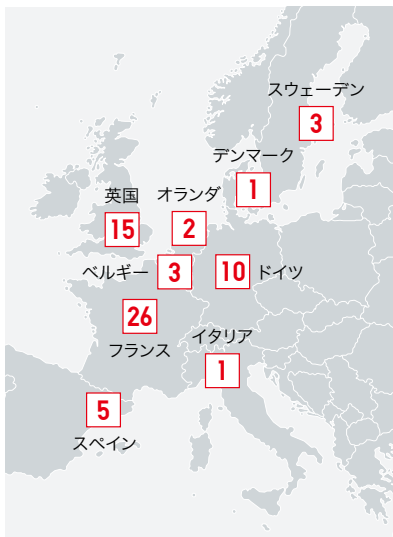 スウェーデン
3
デンマーク
1
英国
15
オランダ
2
ベルギー
3
10
ドイツ
26
フランス
イタリア
1
5
スペイン